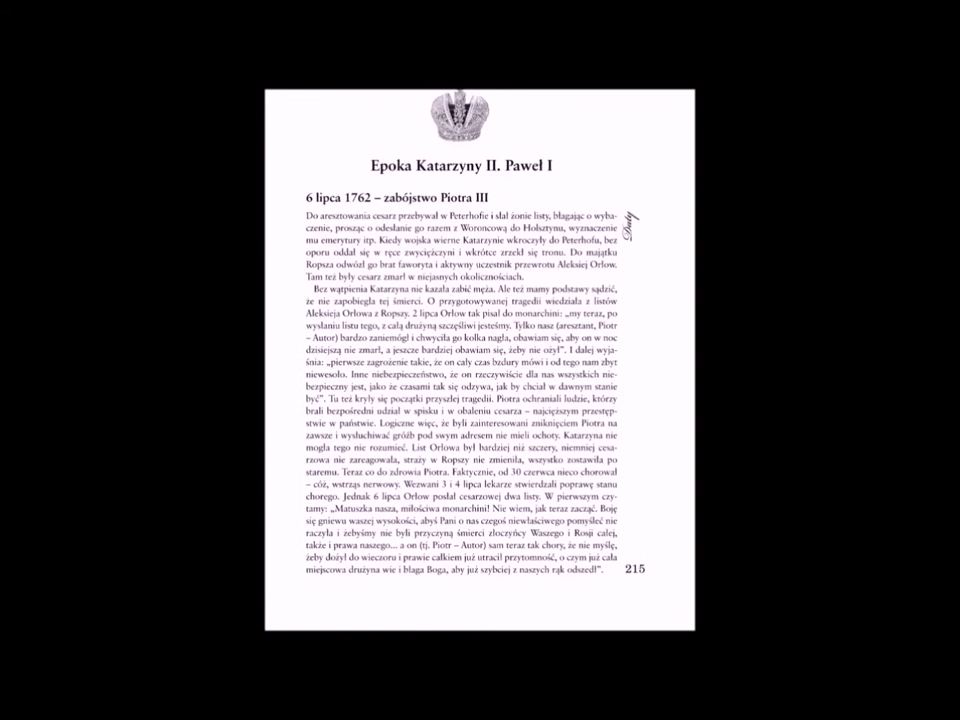 Epoka Katarzyny II. Paweł I
6 lipca 1762 – zabójstwo Piotra III
Do aresztowania cesarz przebywał w Peterhofie i słał żonie listy, błagając o wyba-
czenie, prosząc o odesłanie go razem z Woroncową do Holsztynu, wyznaczenie
mu emerytury itp. Kiedy wojska wierne Katarzynie wkroczyły do Peterhofu, bez
oporu oddał się w ręce zwyciężczyni i wkrótce zrzekł się tronu. Do majątku
Ropsza odwózł go brat faworyta i aktywny uczestnik przewrotu Aleksiej Orłow.
Tam też były cesarz zmarł w niejasnych okolicznościach.
Bez wątpienia Katarzyna nie kazała zabić męża. Ale też mamy podstawy sądzić,
że nie zapobiegła tej śmierci. O przygotowywanej tragedii wiedziała z listów
Aleksieja Orłowa z Ropszy. 2 lipca Orłow tak pisał do monarchini: „my teraz, po
wysłaniu listu tego, z całą drużyną szczęśliwi jesteśmy. Tylko nasz (aresztant, Piotr
– Autor) bardzo zaniemógł i chwyciła go kolka nagła, obawiam się, aby on w noc
dzisiejszą nie zmarł, a jeszcze bardziej obawiam się, żeby nie ożył”. I dalej wyja-
śnia: „pierwsze zagrożenie takie, że on cały czas bzdury mówi i od tego nam zbyt
niewesoło. Inne niebezpieczeństwo, że on rzeczywiście dla nas wszystkich nie-
bezpieczny jest, jako że czasami tak się odzywa, jak by chciał w dawnym stanie
być”. Tu też kryły się początki przyszłej tragedii. Piotra ochraniali ludzie, którzy
brali bezpośredni udział w spisku i w obaleniu cesarza – najcięższym przestęp-
stwie w państwie. Logiczne więc, że byli zainteresowani zniknięciem Piotra na
zawsze i wysłuchiwać gróźb pod swym adresem nie mieli ochoty. Katarzyna nie
mogła tego nie rozumieć. List Orłowa był bardziej niż szczery, niemniej cesa-
rzowa nie zareagowała, straży w Ropszy nie zmieniła, wszystko zostawiła po
staremu. Teraz co do zdrowia Piotra. Faktycznie, od 30 czerwca nieco chorował
– cóż, wstrząs nerwowy. Wezwani 3 i 4 lipca lekarze stwierdzali poprawę stanu
chorego. Jednak 6 lipca Orłow posłał cesarzowej dwa listy. W pierwszym czy-
tamy: „Matuszka nasza, miłościwa monarchini! Nie wiem, jak teraz zacząć. Boję
się gniewu waszej wysokości, abyś Pani o nas czegoś niewłaściwego pomyśleć nie
raczyła i żebyśmy nie byli przyczyną śmierci złoczyńcy Waszego i Rosji całej,
także i prawa naszego... a on (tj. Piotr – Autor) sam teraz tak chory, że nie myślę,
żeby dożył do wieczoru i prawie całkiem już utracił przytomność, o czym już cała
miejscowa drużyna wie i błaga Boga, aby już szybciej z naszych rąk odszedł”.
Daty
215